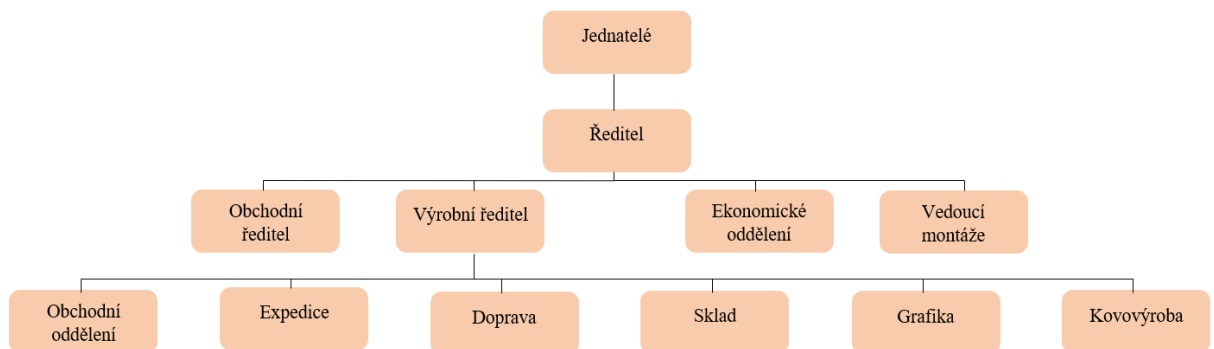 Jednatelé
Ředitel
Obchodní
ředitel
Výrobní ředitel
Ekonomické
oddělení
Vedoucí
montáže
Obchodní
oddělení
Expedice
Doprava
Sklad
Grafika
Kovovýroba